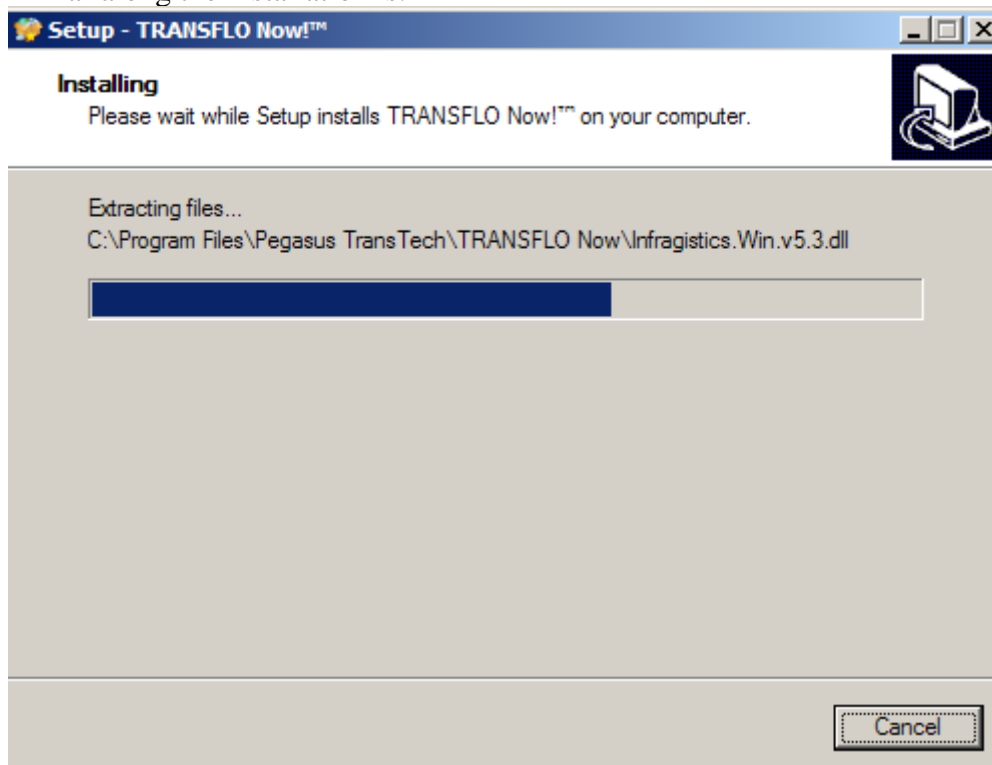 Setup - TRANSFLO Now!™
Installing
Please wait while Setup installs TRANSFLO Now!™ on your computer.
Extracting files...
C:\Program Files\Pegasus TransTech\TRANSFLO Now\Infragistics.Win.v5.3.dll
Cancel